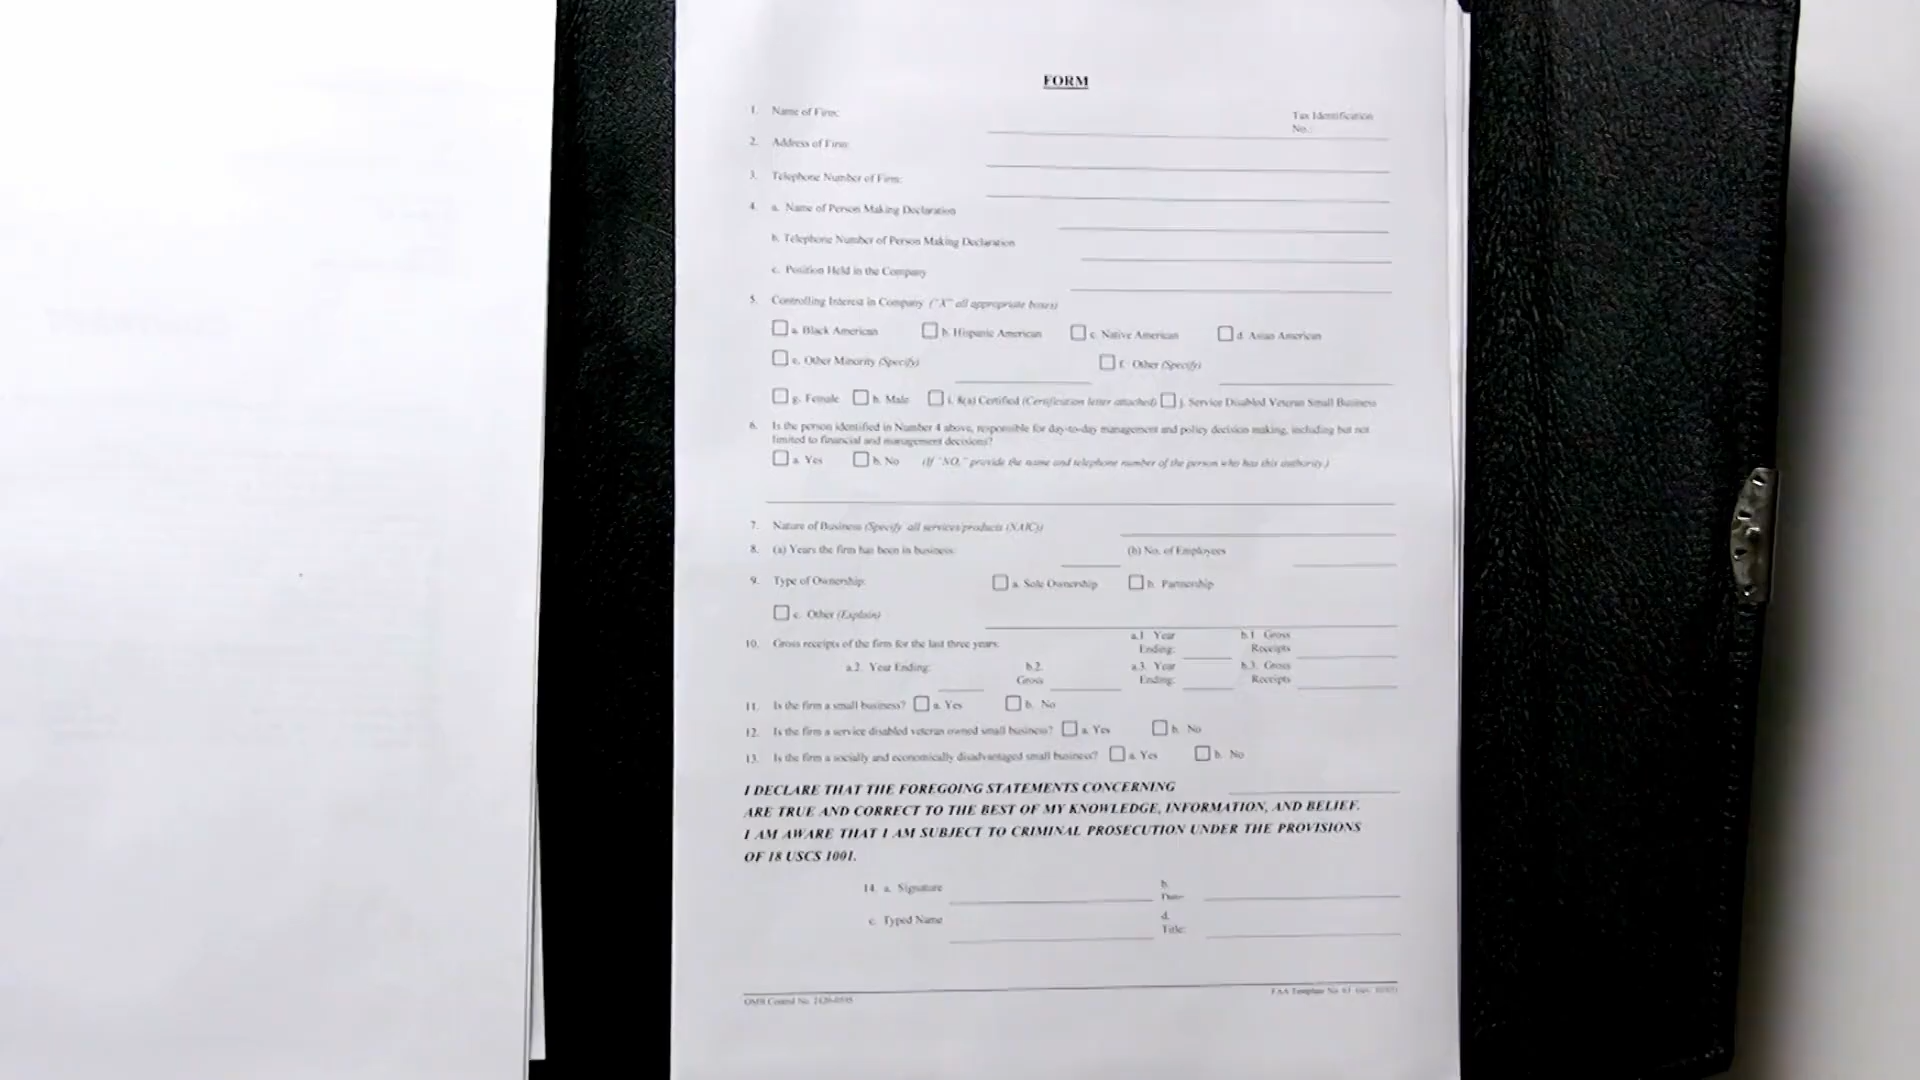 FORM
1. Name of Firm: Tax Identification
No.:
2. Address of Firm:
3. Telephone Number of Firm:
4. a. Name of Person Making Declaration
b. Telephone Number of Person Making Declaration
c. Position Held in the Company
5. Controlling Interest in Company ("X" all appropriate boxes)
a. Black American b. Hispanic American c. Native American d. Asian American
e. Other Minority (Specify) f. Other (Specify)
g. Female h. Male i. 8(a) Certified (Certification letter attached) j. Service Disabled Veteran Small Business
6. Is the person identified in Number 4 above, responsible for day-to-day management and policy decision making, including but not
limited to financial and management decisions?
a. Yes b. No (If "NO," provide the name and telephone number of the person who has this authority.)
7. Nature of Business (Specify all services/products (NAIC))
8. (a) Years the firm has been in business: (b) No. of Employees
9. Type of Ownership: a. Sole Ownership b. Partnership
c. Other (Explain)
10. Gross receipts of the firm for the last three years: a.1 Year
Ending: b.1 Gross
Receipts
a.2. Year Ending: b.2.
Gross a.3. Year
Ending: b.3. Gross
Receipts
11. Is the firm a small business? a. Yes b. No
12. Is the firm a service disabled veteran owned small business? a. Yes b. No
13. Is the firm a socially and economically disadvantaged small business? a. Yes b. No
I DECLARE THAT THE FOREGOING STATEMENTS CONCERNING
ARE TRUE AND CORRECT TO THE BEST OF MY KNOWLEDGE, INFORMATION, AND BELIEF.
I AM AWARE THAT I AM SUBJECT TO CRIMINAL PROSECUTION UNDER THE PROVISIONS
OF 18 USCS 1001.
14. a. Signature b.
Date:
c. Typed Name d.
Title:
OMB Control No. FAA Template No.